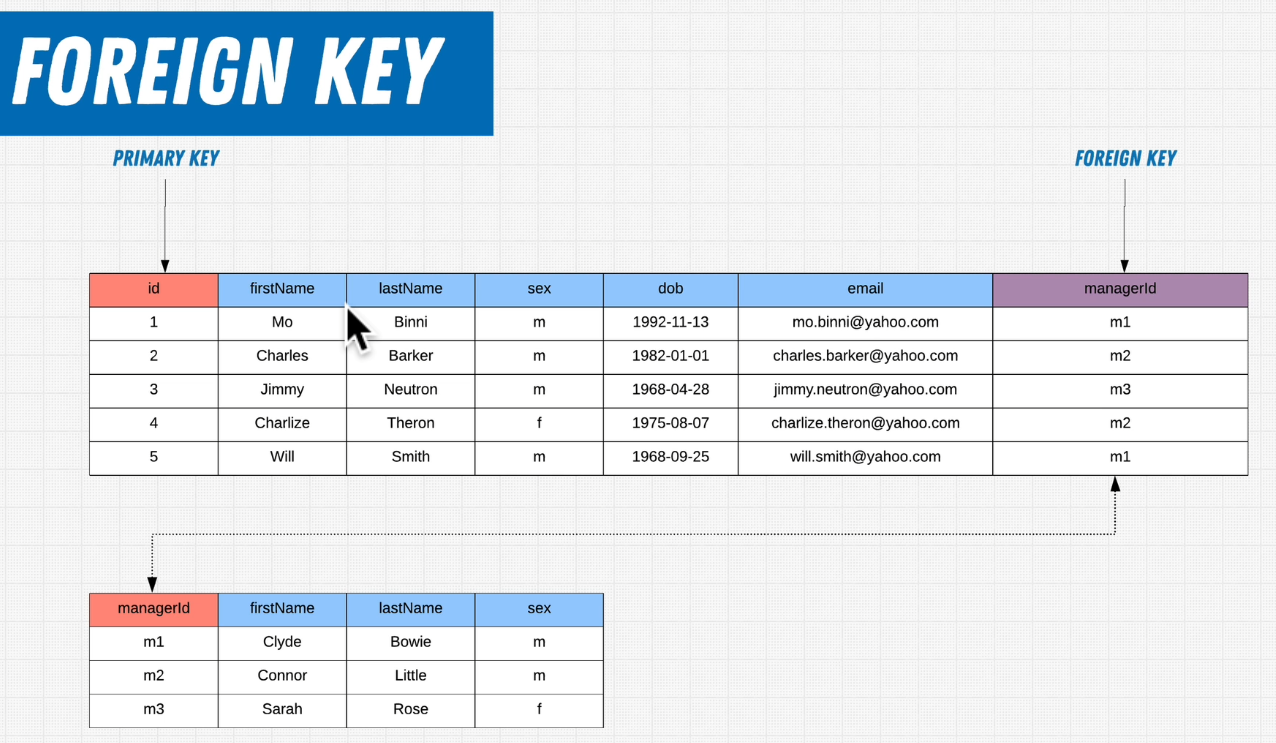 FOREIGN KEY
PRIMARY KEY
FOREIGN KEY
id firstName lastName sex dob email managerId
1 Mo Binni m 1992-11-13 mo.binni@yahoo.com m1
2 Charles Barker m 1982-01-01 charles.barker@yahoo.com m2
3 Jimmy Neutron m 1968-04-28 jimmy.neutron@yahoo.com m3
4 Charlize Theron f 1975-08-07 charlize.theron@yahoo.com m2
5 Will Smith m 1968-09-25 will.smith@yahoo.com m1
managerId firstName lastName sex
m1 Clyde Bowie m
m2 Connor Little m
m3 Sarah Rose f